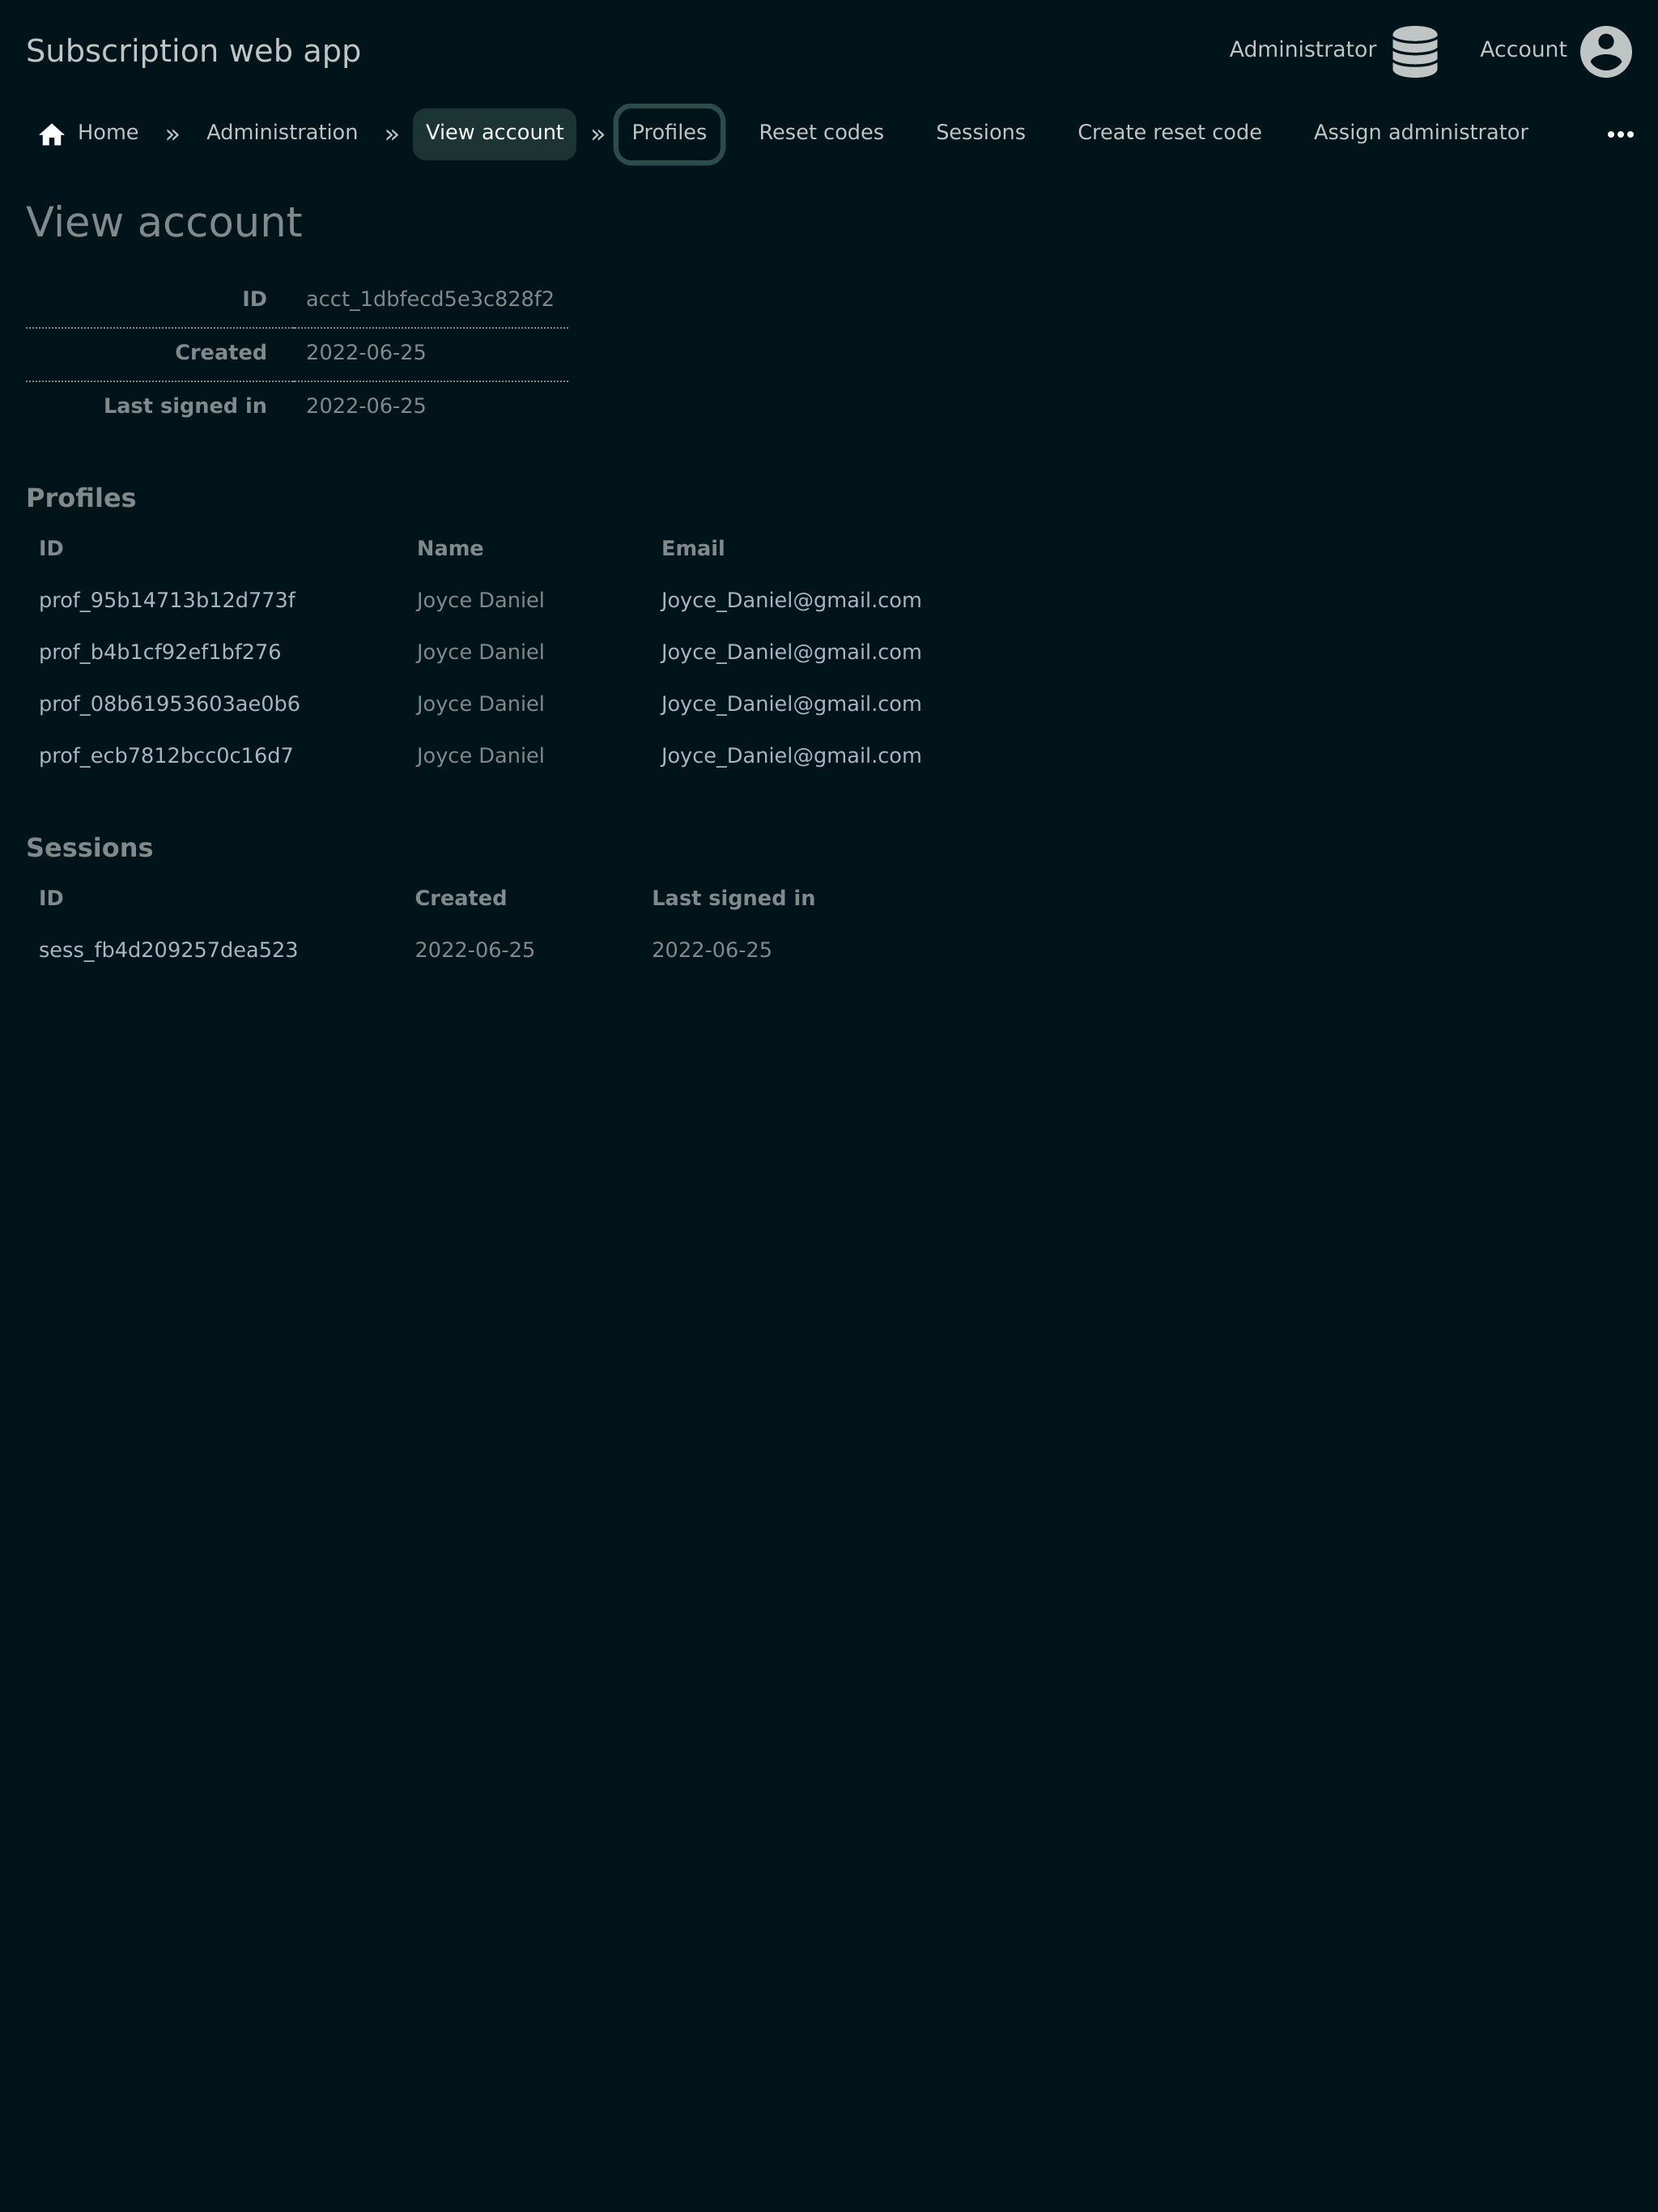 Subscription web app Administrator Account
Home » Administration » View account » Profiles Reset codes Sessions Create reset code Assign administrator •••
View account
ID acct_1dbfecd5e3c828f2
Created 2022-06-25
Last signed in 2022-06-25
Profiles
ID Name Email
prof_95b14713b12d773f Joyce Daniel Joyce_Daniel@gmail.com
prof_b4b1cf92ef1bf276 Joyce Daniel Joyce_Daniel@gmail.com
prof_08b61953603ae0b6 Joyce Daniel Joyce_Daniel@gmail.com
prof_ecb7812bcc0c16d7 Joyce Daniel Joyce_Daniel@gmail.com
Sessions
ID Created Last signed in
sess_fb4d209257dea523 2022-06-25 2022-06-25